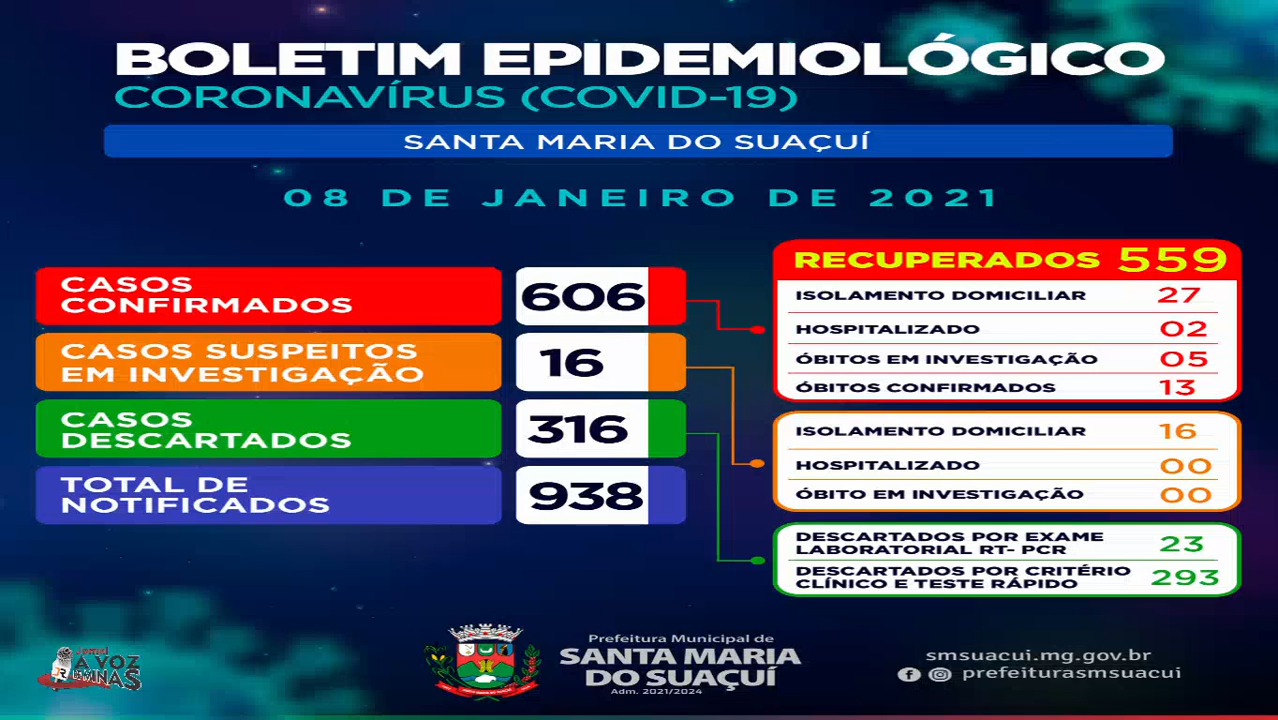 BOLETIM EPIDEMIOLÓGICO
CORONAVÍRUS (COVID-19)
SANTA MARIA DO SUAÇUÍ
08 DE JANEIRO DE 2021
CASOS
CONFIRMADOS
606
CASOS SUSPEITOS
EM INVESTIGAÇÃO
16
CASOS
DESCARTADOS
316
TOTAL DE
NOTIFICADOS
938
RECUPERADOS 559
ISOLAMENTO DOMICILIAR 27
HOSPITALIZADO 02
ÓBITOS EM INVESTIGAÇÃO 05
ÓBITOS CONFIRMADOS 13
ISOLAMENTO DOMICILIAR 16
HOSPITALIZADO 00
ÓBITO EM INVESTIGAÇÃO 00
DESCARTADOS POR EXAME
LABORATORIAL RT- PCR 23
DESCARTADOS POR CRITÉRIO
CLÍNICO E TESTE RÁPIDO 293
Jornal
A VOZ
DE MINAS
Prefeitura Municipal de
SANTA MARIA
DO SUAÇUÍ
Adm. 2021/2024
smsuacui.mg.gov.br
prefeiturasmsuacui